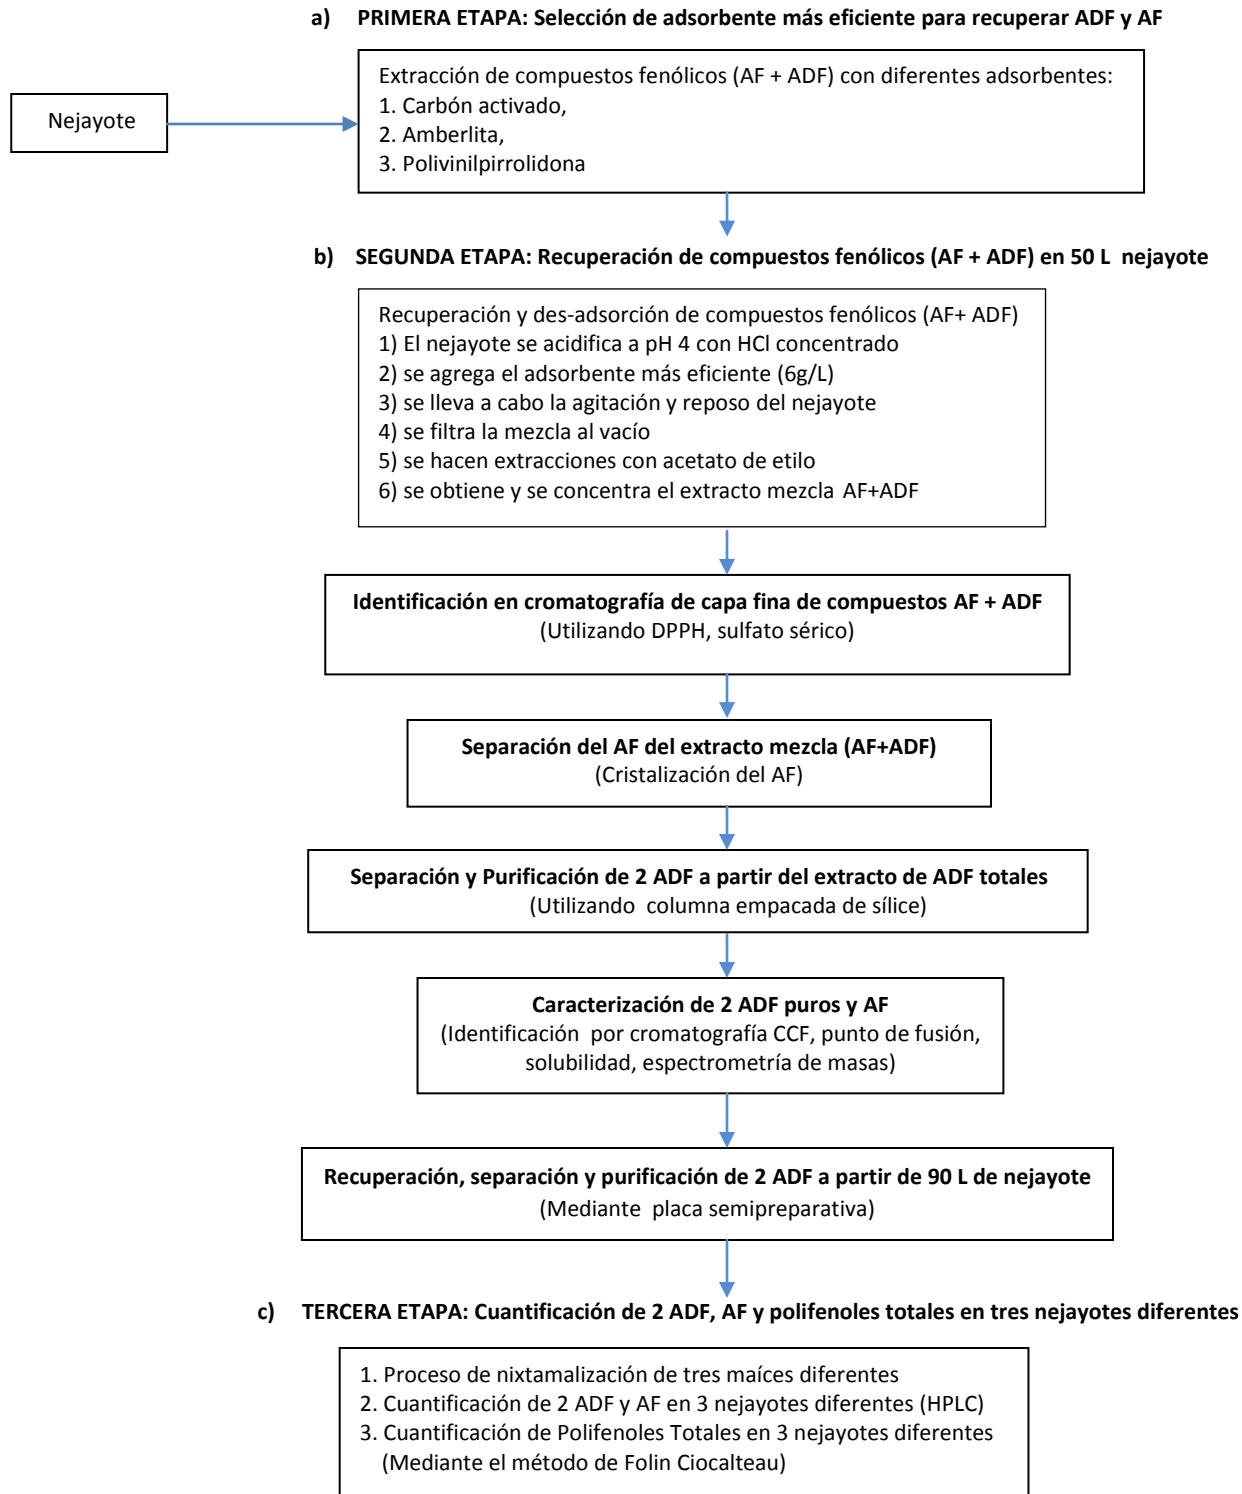 a) PRIMERA ETAPA: Selección de adsorbente más eficiente para recuperar ADF y AF
Nejayote
Extracción de compuestos fenólicos (AF + ADF) con diferentes adsorbentes:
1. Carbón activado,
2. Amberlita,
3. Polivinilpirrolidona
b) SEGUNDA ETAPA: Recuperación de compuestos fenólicos (AF + ADF) en 50 L nejayote
Recuperación y des-adsorción de compuestos fenólicos (AF+ ADF)
1) El nejayote se acidifica a pH 4 con HCl concentrado
2) se agrega el adsorbente más eficiente (6g/L)
3) se lleva a cabo la agitación y reposo del nejayote
4) se filtra la mezcla al vacío
5) se hacen extracciones con acetato de etilo
6) se obtiene y se concentra el extracto mezcla AF+ADF
Identificación en cromatografía de capa fina de compuestos AF + ADF
(Utilizando DPPH, sulfato sérico)
Separación del AF del extracto mezcla (AF+ADF)
(Cristalización del AF)
Separación y Purificación de 2 ADF a partir del extracto de ADF totales
(Utilizando columna empacada de sílice)
Caracterización de 2 ADF puros y AF
(Identificación por cromatografía CCF, punto de fusión,
solubilidad, espectrometría de masas)
Recuperación, separación y purificación de 2 ADF a partir de 90 L de nejayote
(Mediante placa semipreparativa)
c) TERCERA ETAPA: Cuantificación de 2 ADF, AF y polifenoles totales en tres nejayotes diferentes
1. Proceso de nixtamalización de tres maíces diferentes
2. Cuantificación de 2 ADF y AF en 3 nejayotes diferentes (HPLC)
3. Cuantificación de Polifenoles Totales en 3 nejayotes diferentes
(Mediante el método de Folin Ciocalteau)